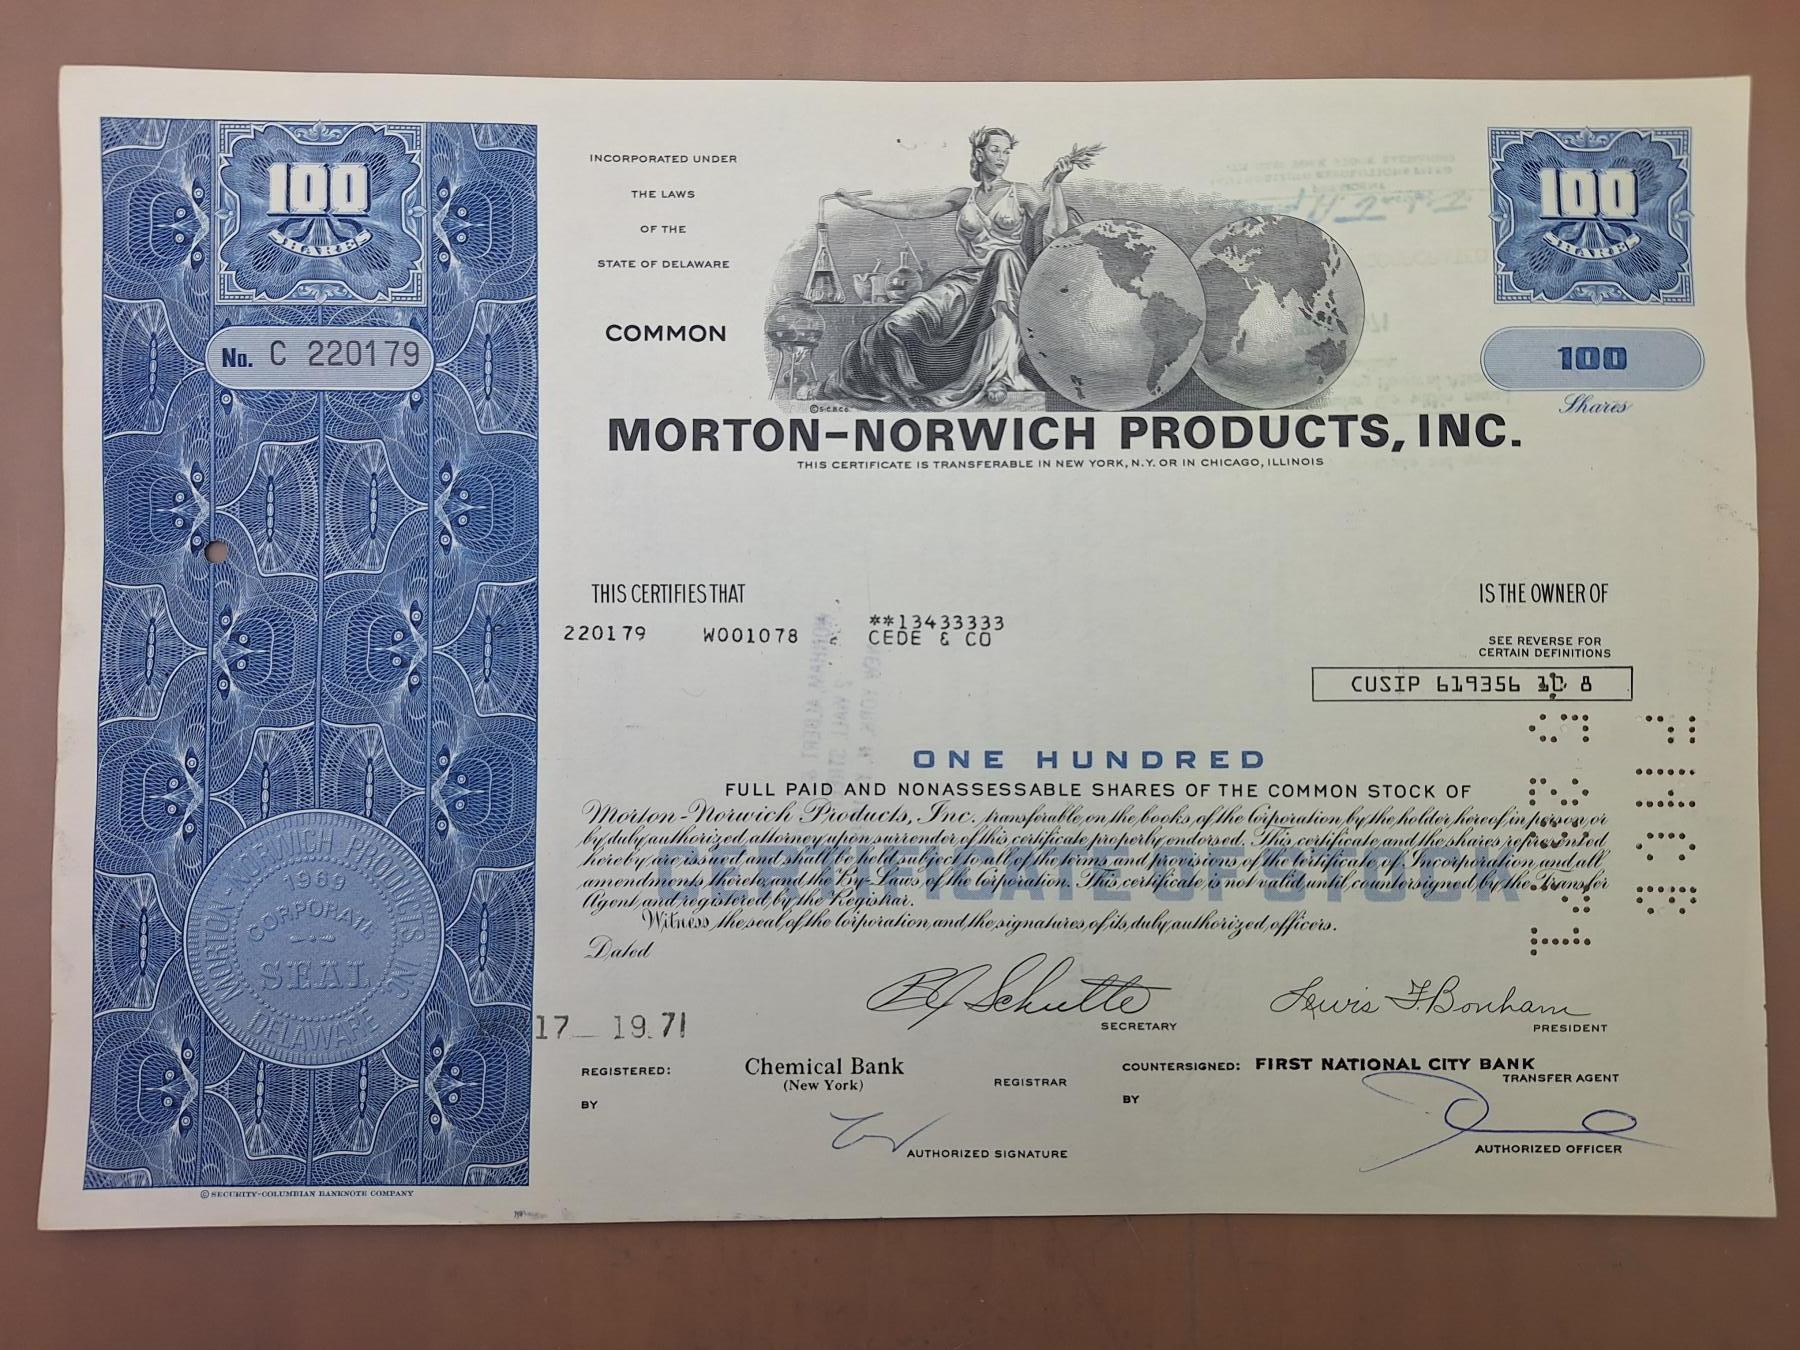 100
SHARES
No. C 220179
INCORPORATED UNDER
THE LAWS
OF THE
STATE OF DELAWARE
COMMON
100
SHARES
100
Shares
© S-C.B.CO.
MORTON-NORWICH PRODUCTS, INC.
THIS CERTIFICATE IS TRANSFERABLE IN NEW YORK, N.Y. OR IN CHICAGO, ILLINOIS
THIS CERTIFIES THAT
IS THE OWNER OF
220179 W001078 **13433333
CEDE & CO
SEE REVERSE FOR
CERTAIN DEFINITIONS
CUSIP 619356 10 8
ONE HUNDRED
FULL PAID AND NONASSESSABLE SHARES OF THE COMMON STOCK OF
Morton-Norwich Products, Inc. transferable on the books of the Corporation by the holder hereof in person or
by duly authorized attorney upon surrender of this certificate properly endorsed. This certificate and the shares represented
hereby are issued and shall be held subject to all of the terms and provisions of the Certificate of Incorporation and all
amendments thereto and the By-Laws of the Corporation. This certificate is not valid until countersigned by the Transfer
Agent and registered by the Registrar.
CERTIFICATE OF STOCK
Witness the seal of the Corporation and the signatures of its duly authorized officers.
Dated
17 1971
Schutte
SECRETARY
Lewis F. Bonham
PRESIDENT
REGISTERED:
Chemical Bank
(New York)
REGISTRAR
BY
AUTHORIZED SIGNATURE
COUNTERSIGNED: FIRST NATIONAL CITY BANK
TRANSFER AGENT
BY
AUTHORIZED OFFICER
MORTON-NORWICH PRODUCTS, INC.
1969
CORPORATE
SEAL
DELAWARE
© SECURITY-COLUMBIAN BANKNOTE COMPANY